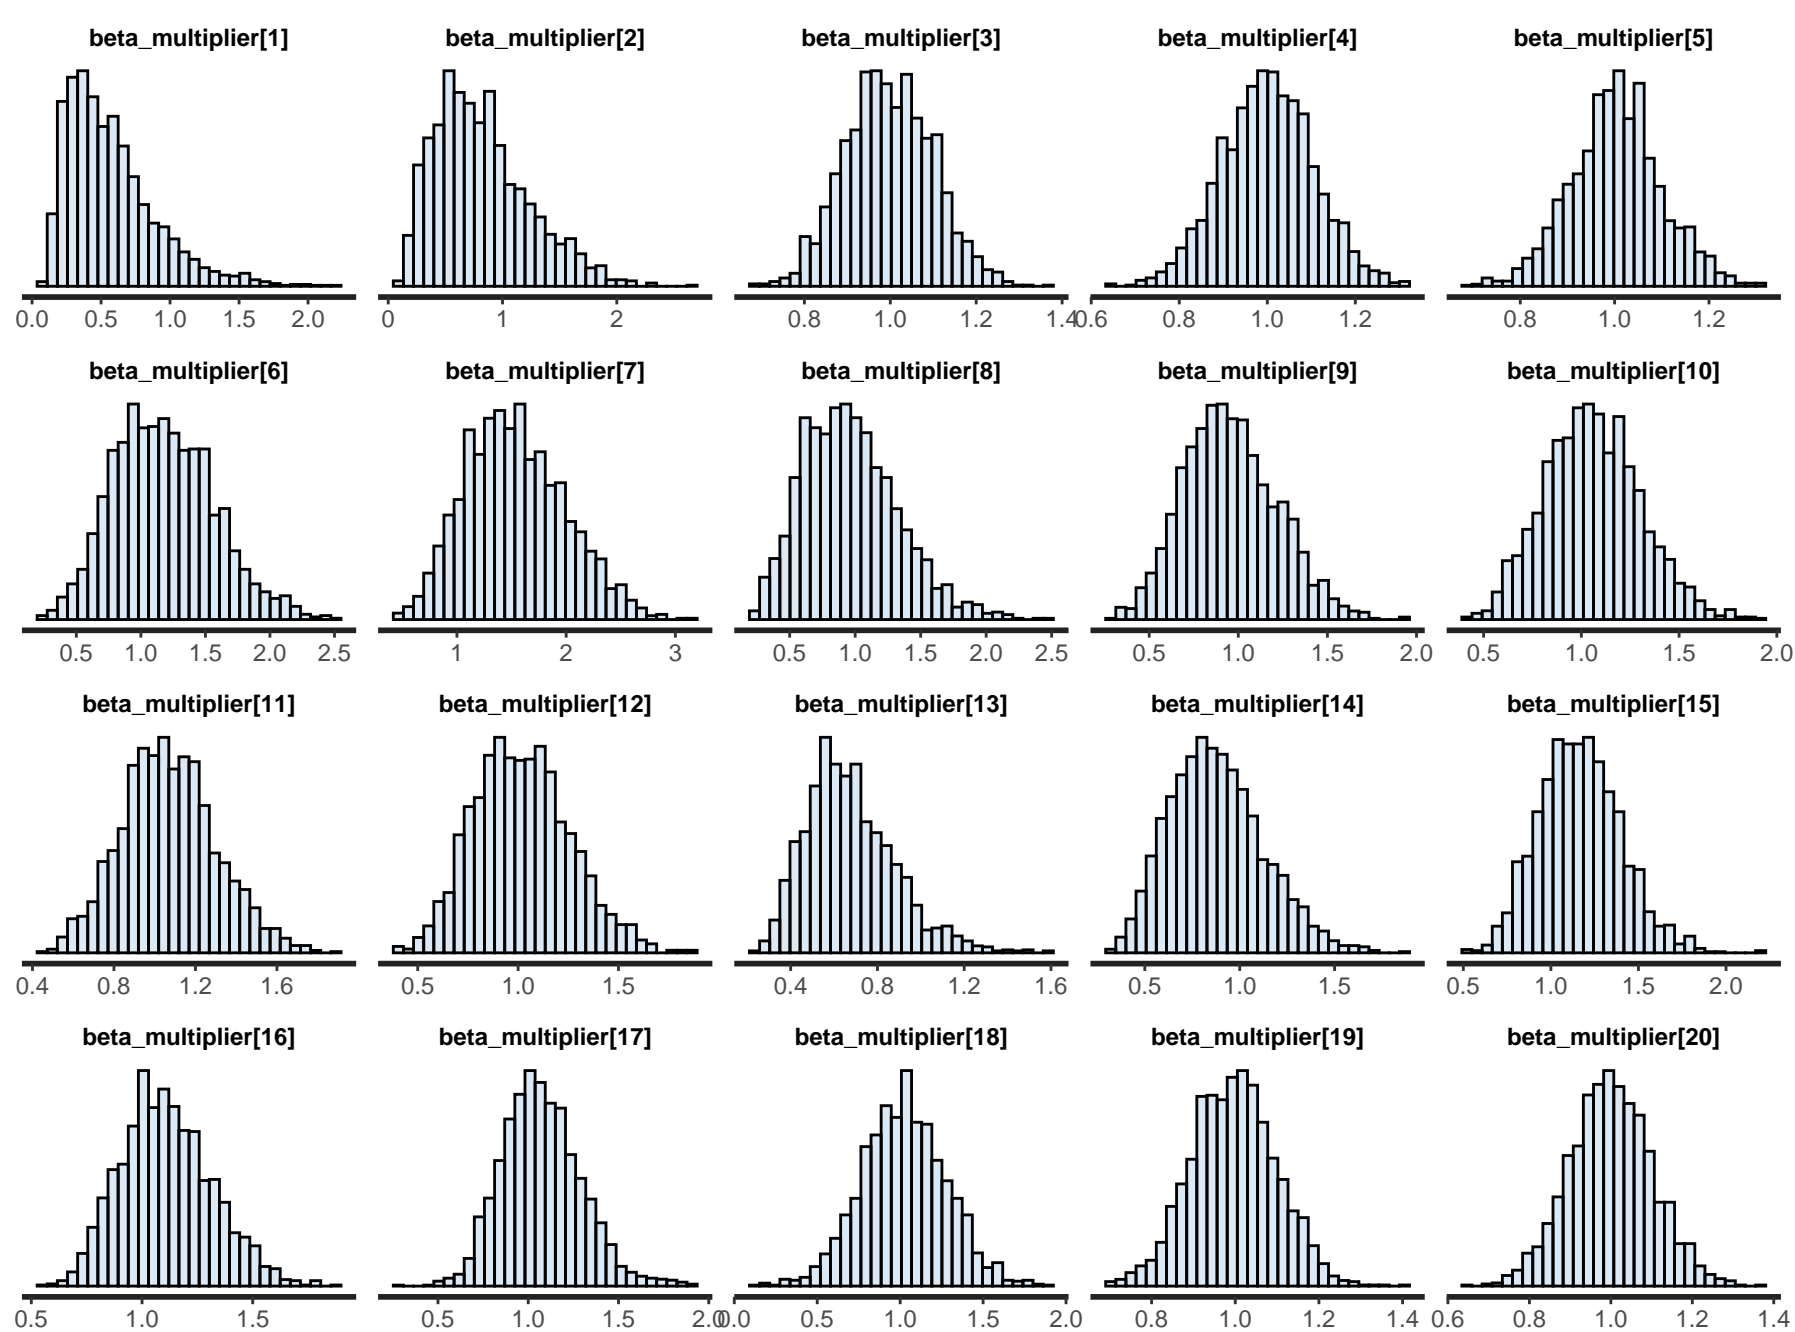 beta_multiplier[1] beta_multiplier[2] beta_multiplier[3] beta_multiplier[4] beta_multiplier[5]
0.0 0.5 1.0 1.5 2.0 0 1 2 0.8 1.0 1.2 1.4 0.6 0.8 1.0 1.2 0.8 1.0 1.2
beta_multiplier[6] beta_multiplier[7] beta_multiplier[8] beta_multiplier[9] beta_multiplier[10]
0.5 1.0 1.5 2.0 2.5 1 2 3 0.5 1.0 1.5 2.0 2.5 0.5 1.0 1.5 2.0 0.5 1.0 1.5 2.0
beta_multiplier[11] beta_multiplier[12] beta_multiplier[13] beta_multiplier[14] beta_multiplier[15]
0.4 0.8 1.2 1.6 0.5 1.0 1.5 0.4 0.8 1.2 1.6 0.5 1.0 1.5 0.5 1.0 1.5 2.0
beta_multiplier[16] beta_multiplier[17] beta_multiplier[18] beta_multiplier[19] beta_multiplier[20]
0.5 1.0 1.5 0.5 1.0 1.5 2.0 0.0 0.5 1.0 1.5 2.0 0.8 1.0 1.2 1.4 0.6 0.8 1.0 1.2 1.4